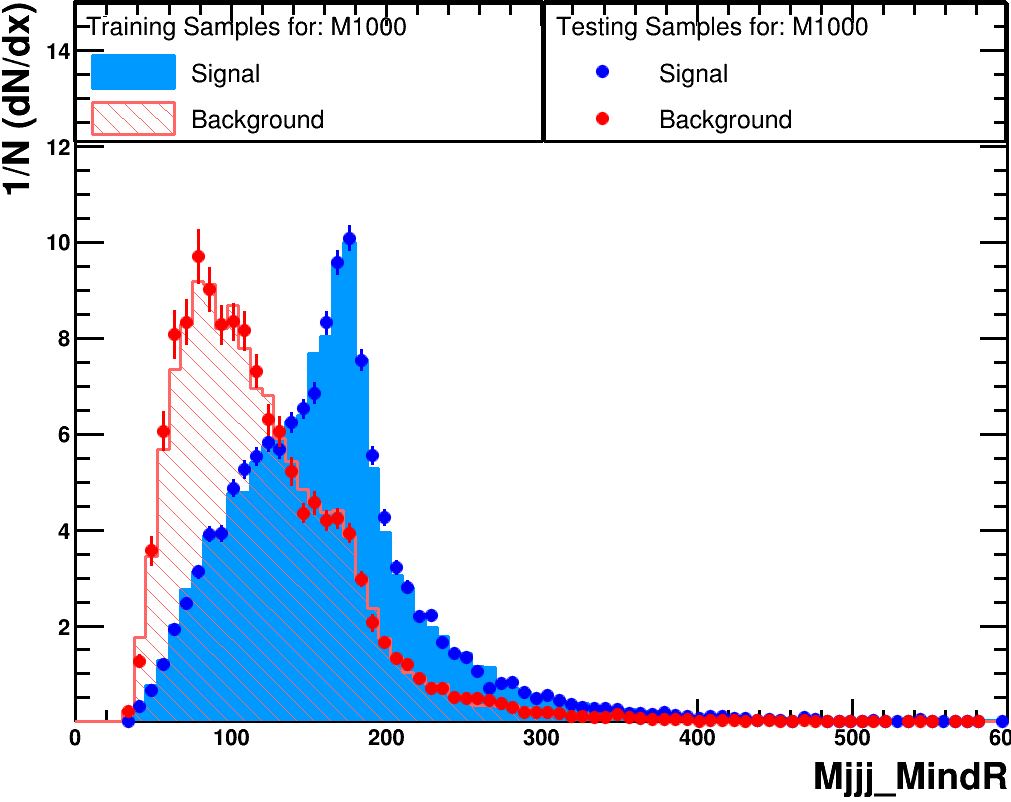 1/N (dN/dx)
Training Samples for: M1000
Signal
Background
Testing Samples for: M1000
Signal
Background
14
12
10
8
6
4
2
0 100 200 300 400 500 60
Mjjj_MindR